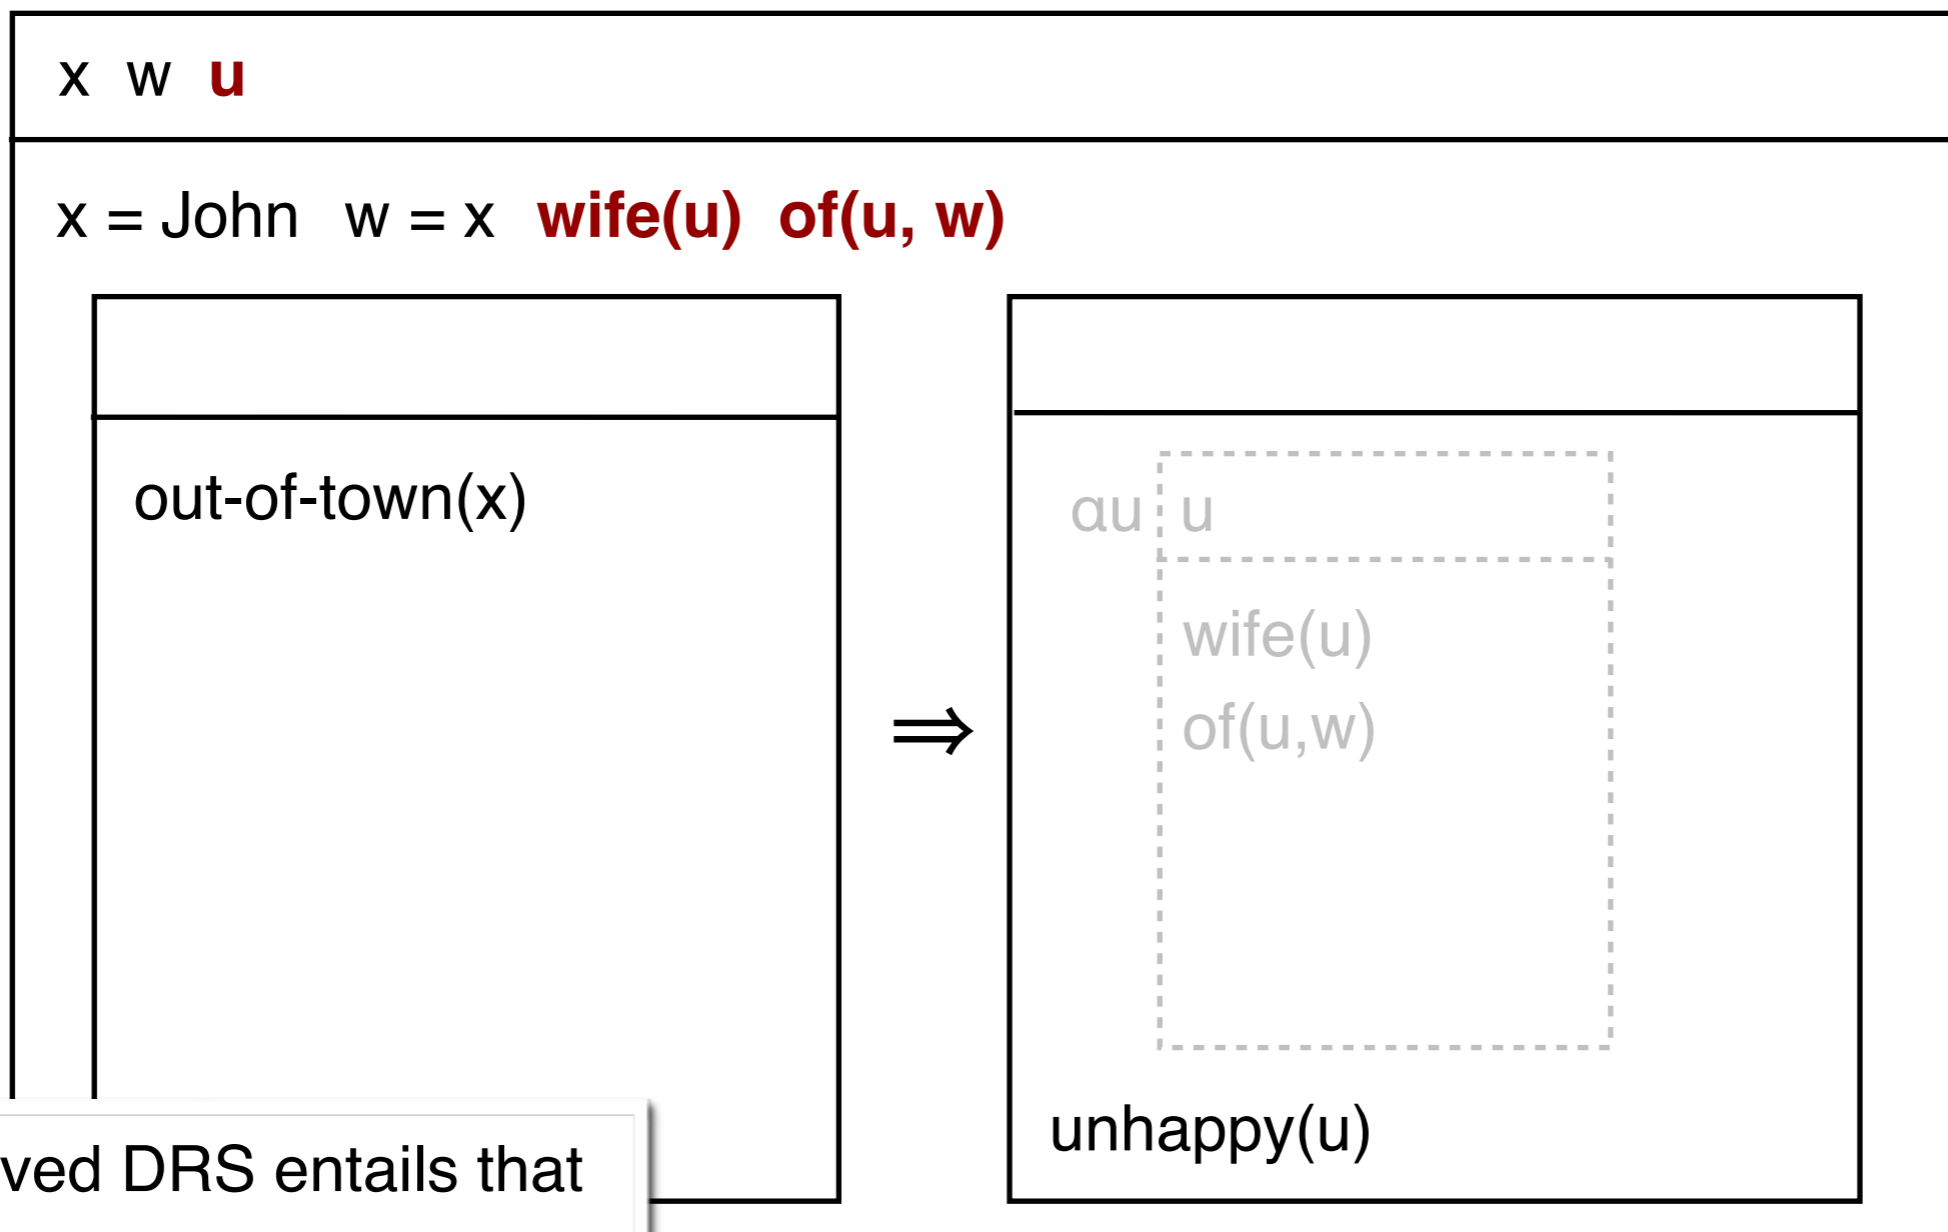 x w u
x = John w = x wife(u) of(u, w)
out-of-town(x)
⇒
αu u
wife(u)
of(u,w)
unhappy(u)
ved DRS entails that